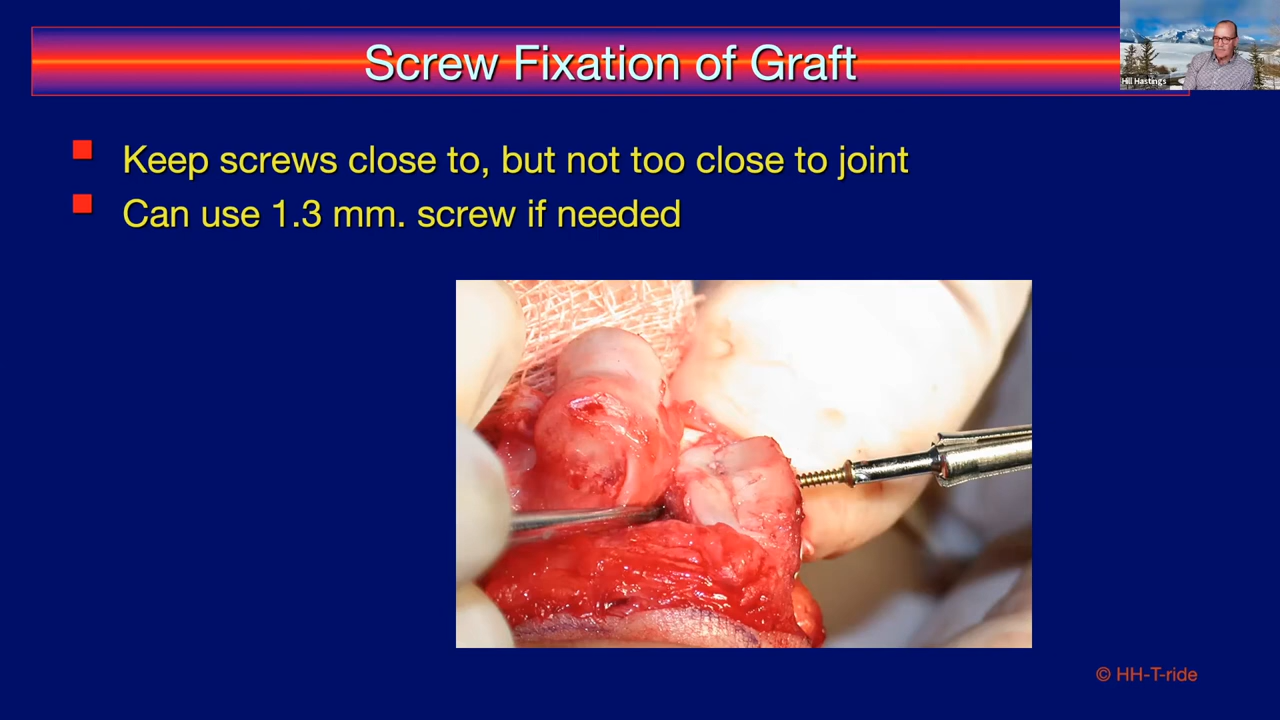 Screw Fixation of Graft
Hill Hastings
Keep screws close to, but not too close to joint
Can use 1.3 mm. screw if needed
© HH-T-ride